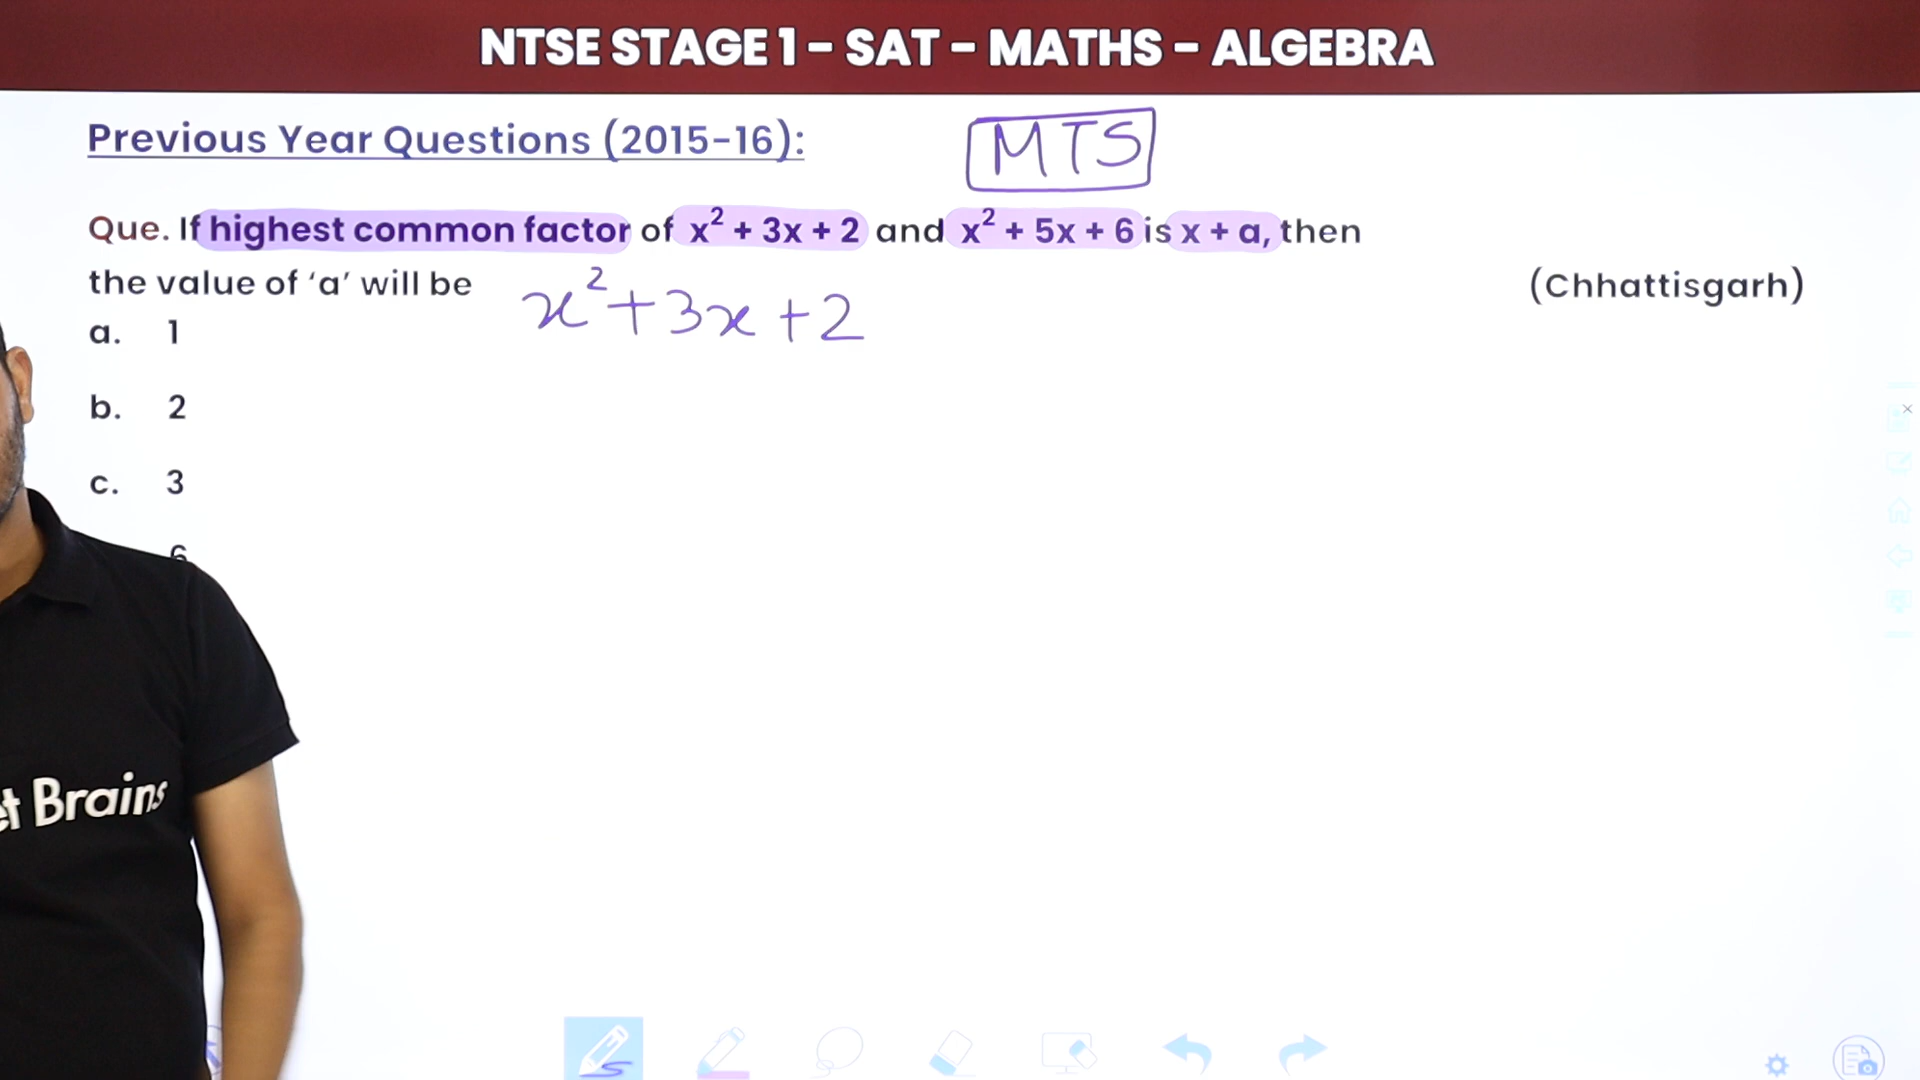 NTSE STAGE 1 – SAT – MATHS – ALGEBRA
Previous Year Questions (2015-16):
MTS
Que. If highest common factor of x² + 3x + 2 and x² + 5x + 6 is x + a, then
the value of ‘a’ will be
(Chhattisgarh)
x² + 3x + 2
a. 1
b. 2
c. 3
6
Brains